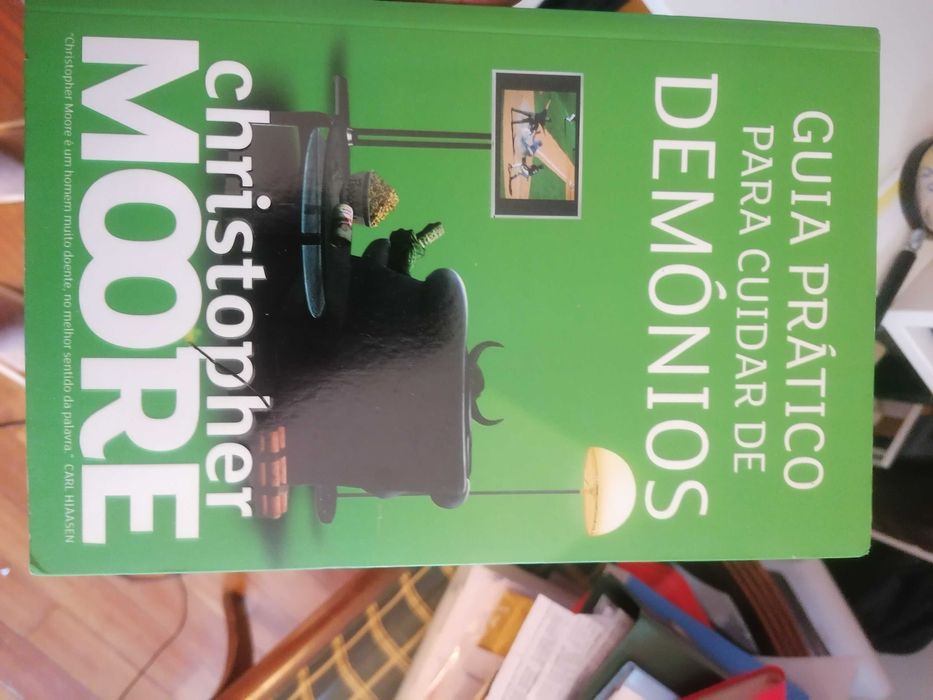 GUIA PRÁTICO
PARA CUIDAR DE
DEMÓNIOS
christopher
MOORE
"Christopher Moore é um homem muito doente, no melhor sentido da palavra." CARL HIAASEN